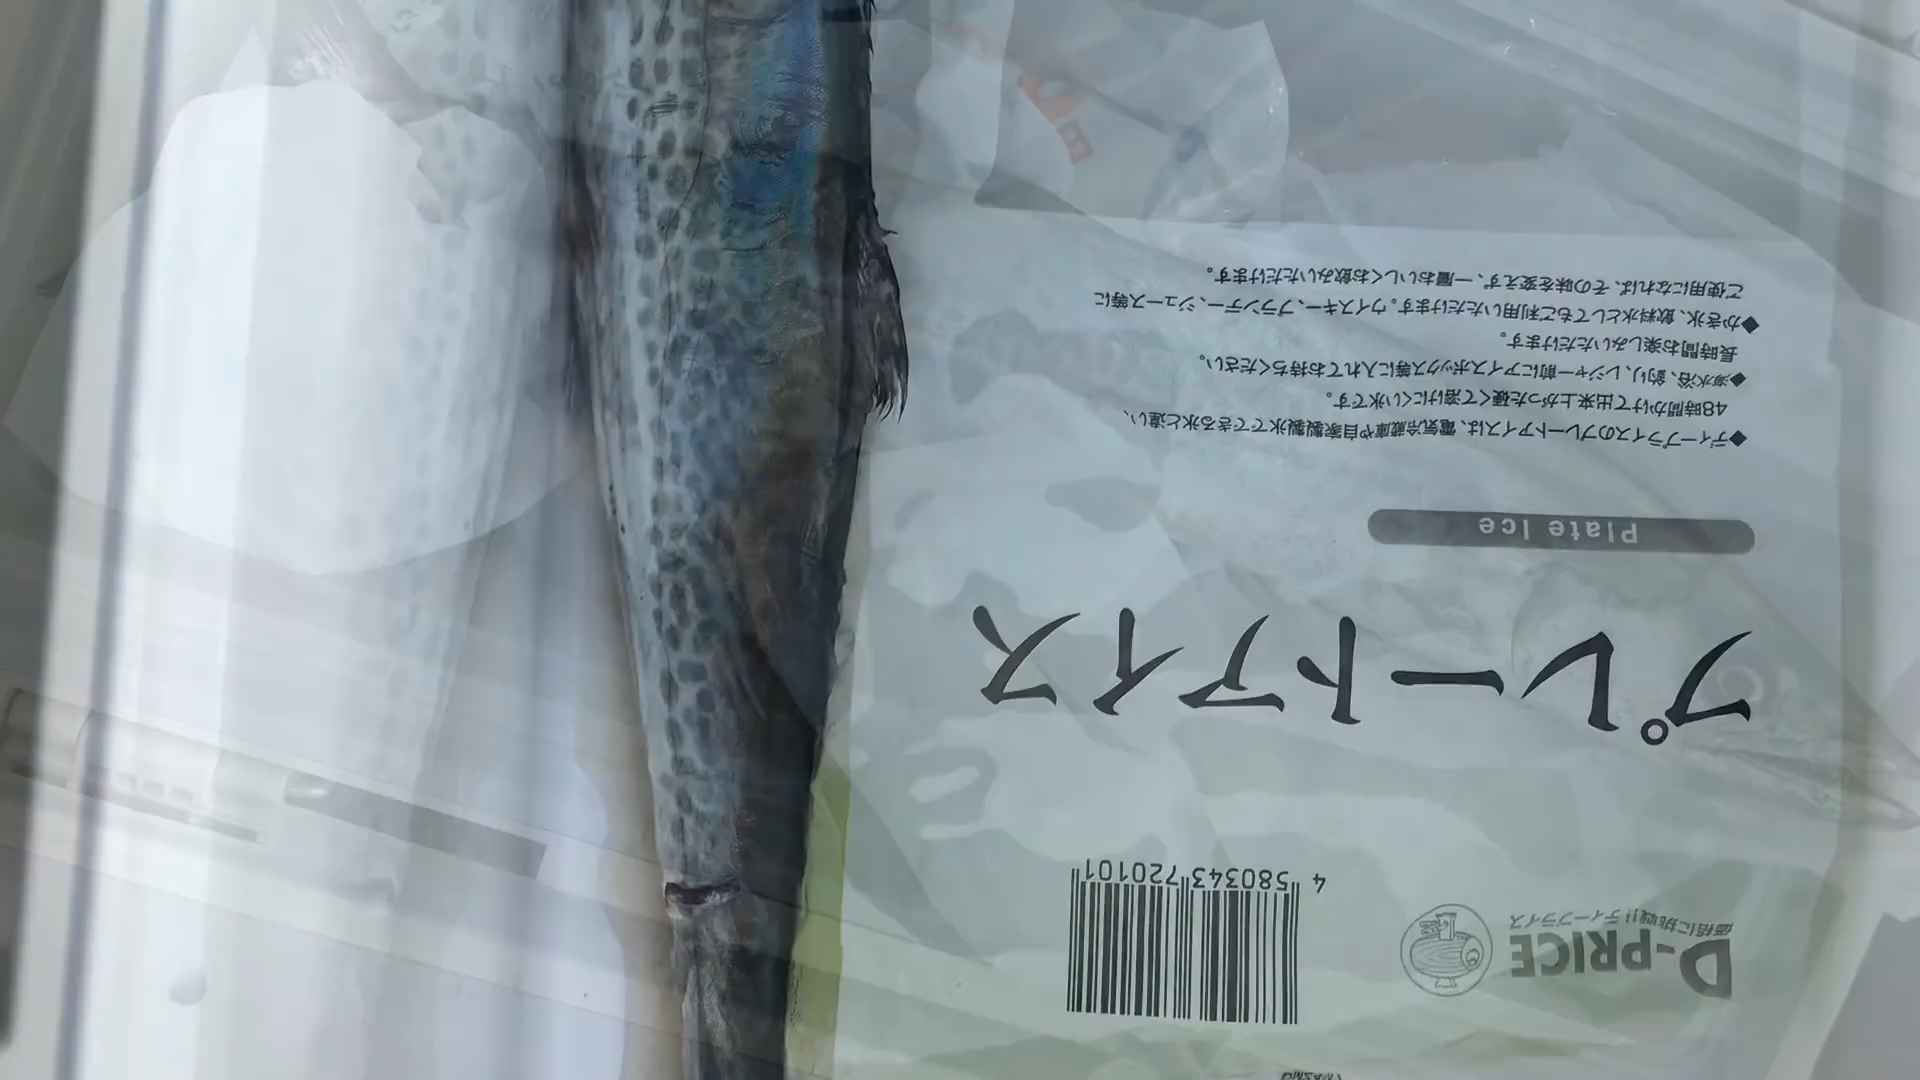 D-PRICE
価格に挑戦!!ディープライス
4 580343 720101
プレートアイス
Plate Ice
◆ディープライスのプレートアイスは、電気冷蔵庫や自家製製氷でできる氷と違い、
48時間かけて出来上がった硬くて溶けにくい氷です。
◆海水浴、釣り、レジャー前にアイスボックス等に入れてお持ちください。
長時間お楽しみいただけます。
◆かき氷、飲料水としてもご利用いただけます。ウイスキー、ブランデー、ジュース等に
ご使用になれば、その味を変えず、一層おいしくお飲みいただけます。